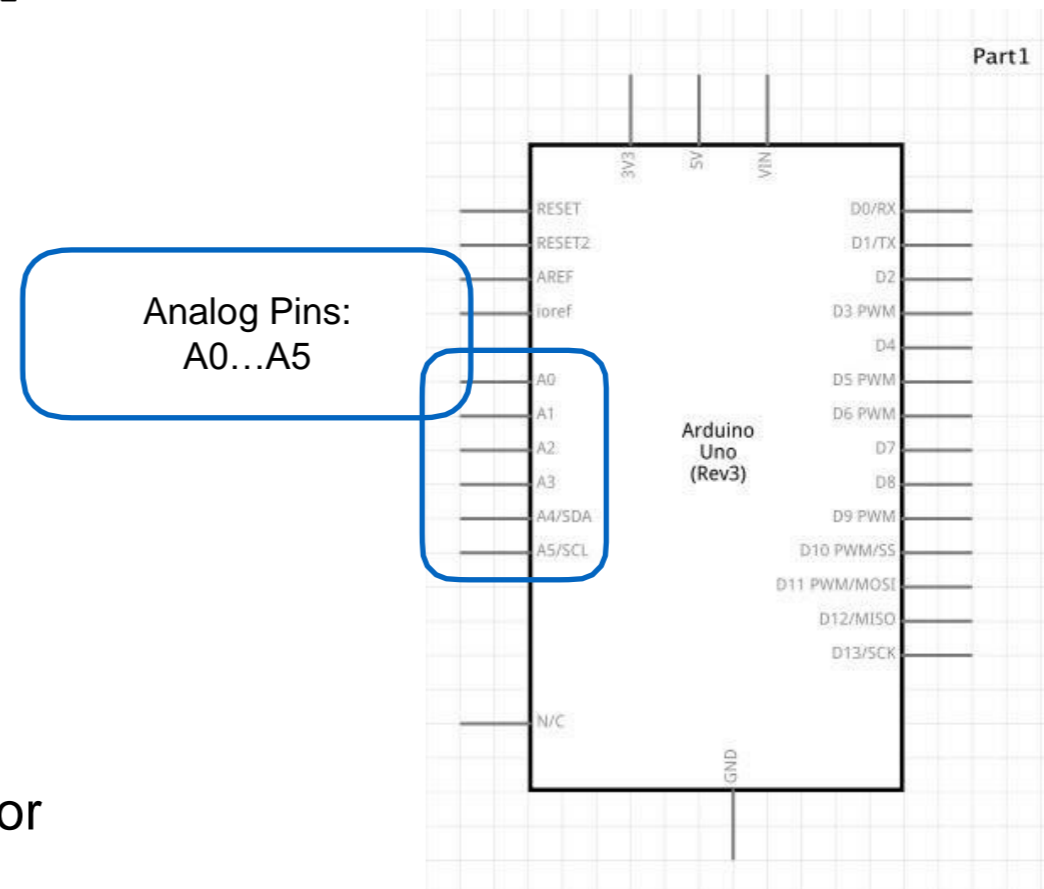 Part1
3V3
5V
VIN
RESET
RESET2
AREF
ioref
A0
A1
A2
A3
A4/SDA
A5/SCL
N/C
Analog Pins:
A0...A5
Arduino
Uno
(Rev3)
D0/RX
D1/TX
D2
D3 PWM
D4
D5 PWM
D6 PWM
D7
D8
D9 PWM
D10 PWM/SS
D11 PWM/MOSI
D12/MISO
D13/SCK
GND
or